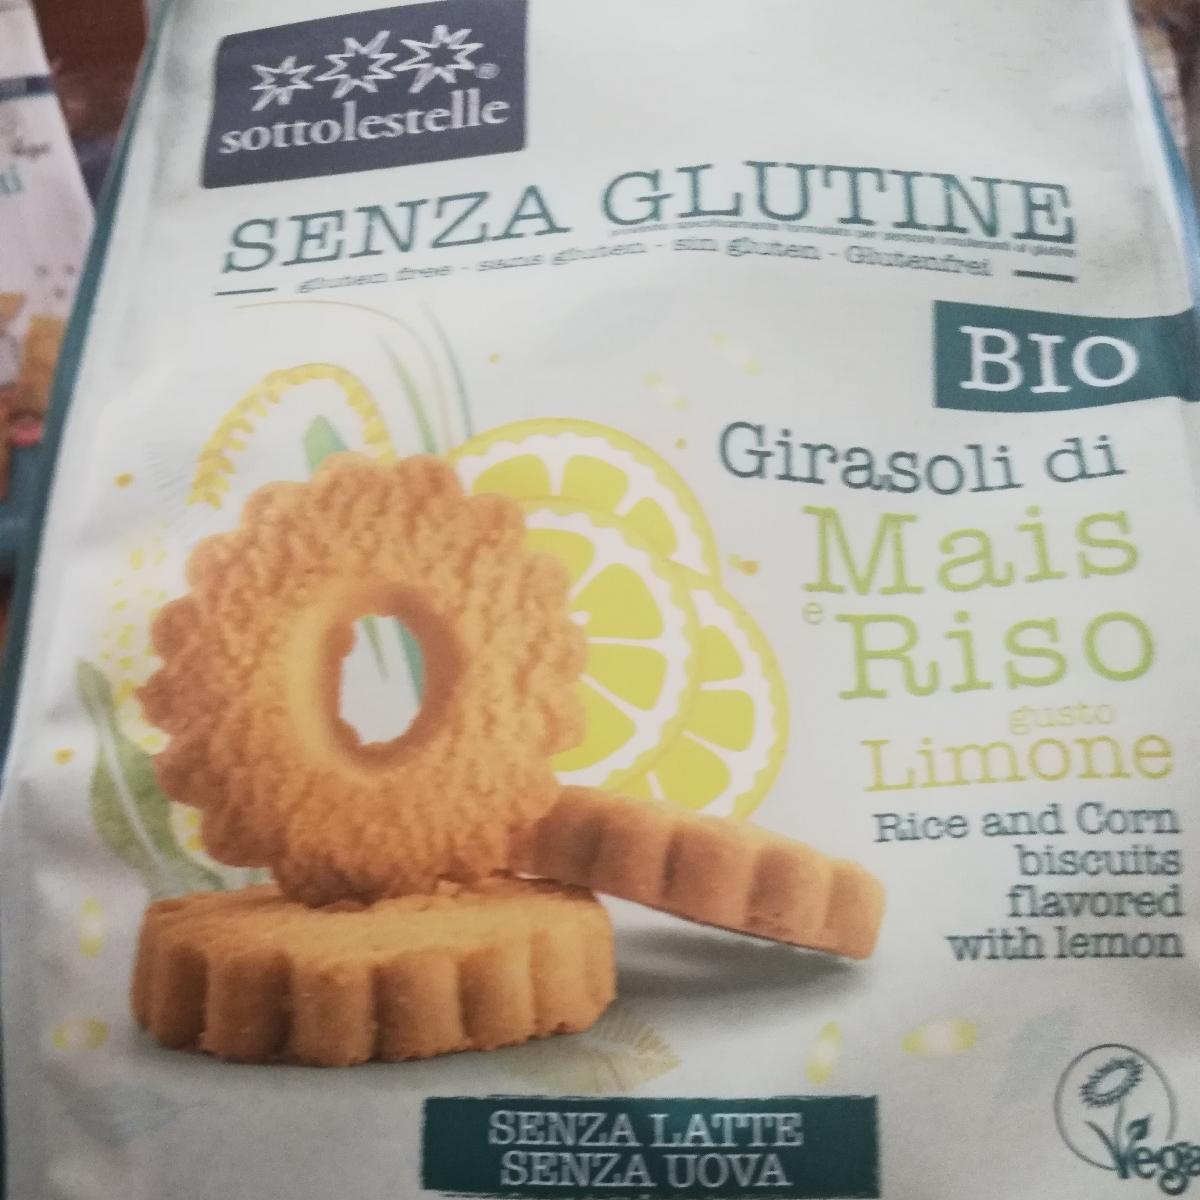 sottolestelle®
SENZA GLUTINE
gluten free - sans gluten - sin gluten - Glutenfrei
BIO
Girasoli di
Mais
e Riso
gusto
Limone
Rice and Corn
biscuits
flavored
with lemon
SENZA LATTE
SENZA UOVA